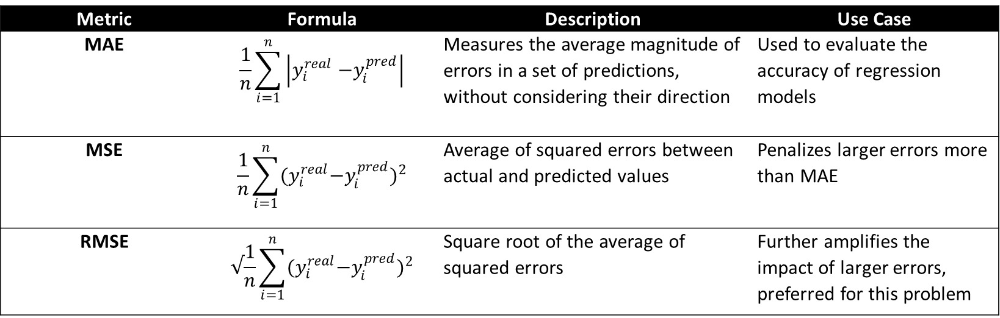 Metric Formula Description Use Case
MAE
\frac{1}{n}\sum_{i=1}^{n}\left|y_i^{real}-y_i^{pred}\right|
Measures the average magnitude of
errors in a set of predictions,
without considering their direction
Used to evaluate the
accuracy of regression
models
MSE
\frac{1}{n}\sum_{i=1}^{n}(y_i^{real}-y_i^{pred})^2
Average of squared errors between
actual and predicted values
Penalizes larger errors more
than MAE
RMSE
√\frac{1}{n}\sum_{i=1}^{n}(y_i^{real}-y_i^{pred})^2
Square root of the average of
squared errors
Further amplifies the
impact of larger errors,
preferred for this problem